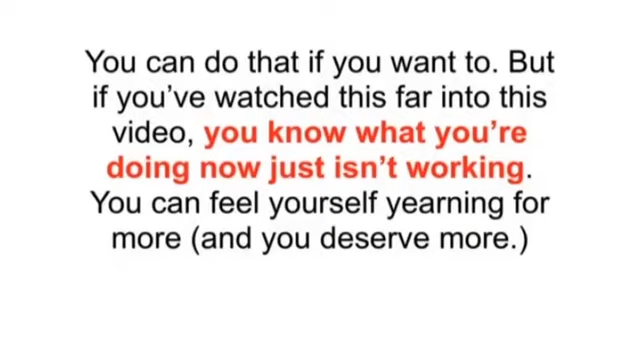 You can do that if you want to. But
if you’ve watched this far into this
video, you know what you’re
doing now just isn’t working.
You can feel yourself yearning for
more (and you deserve more.)